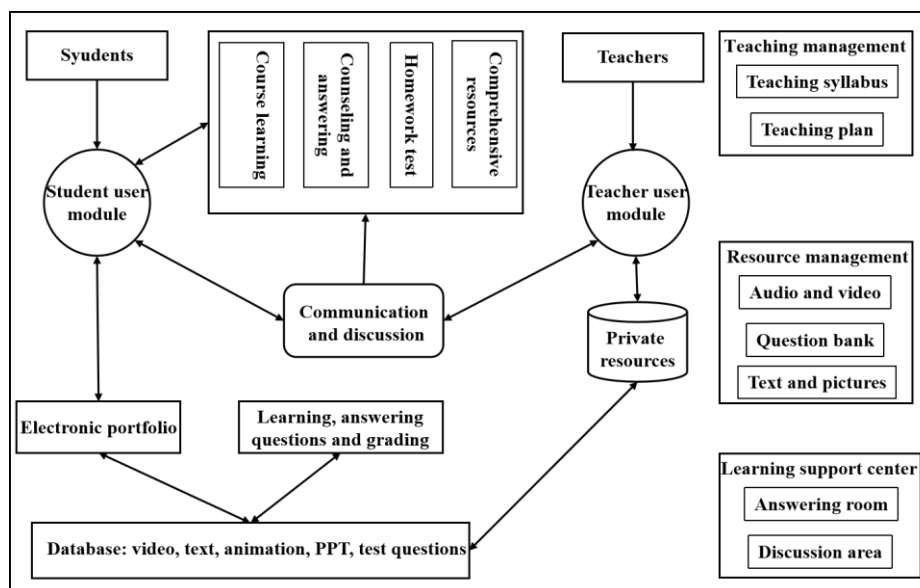 Syudents
Course learning
Counseling and
answering
Homework test
Comprehensive
resources
Teachers
Teaching management
Teaching syllabus
Teaching plan
Student user
module
Teacher user
module
Communication
and discussion
Private
resources
Resource management
Audio and video
Question bank
Text and pictures
Electronic portfolio
Learning, answering
questions and grading
Learning support center
Answering room
Discussion area
Database: video, text, animation, PPT, test questions